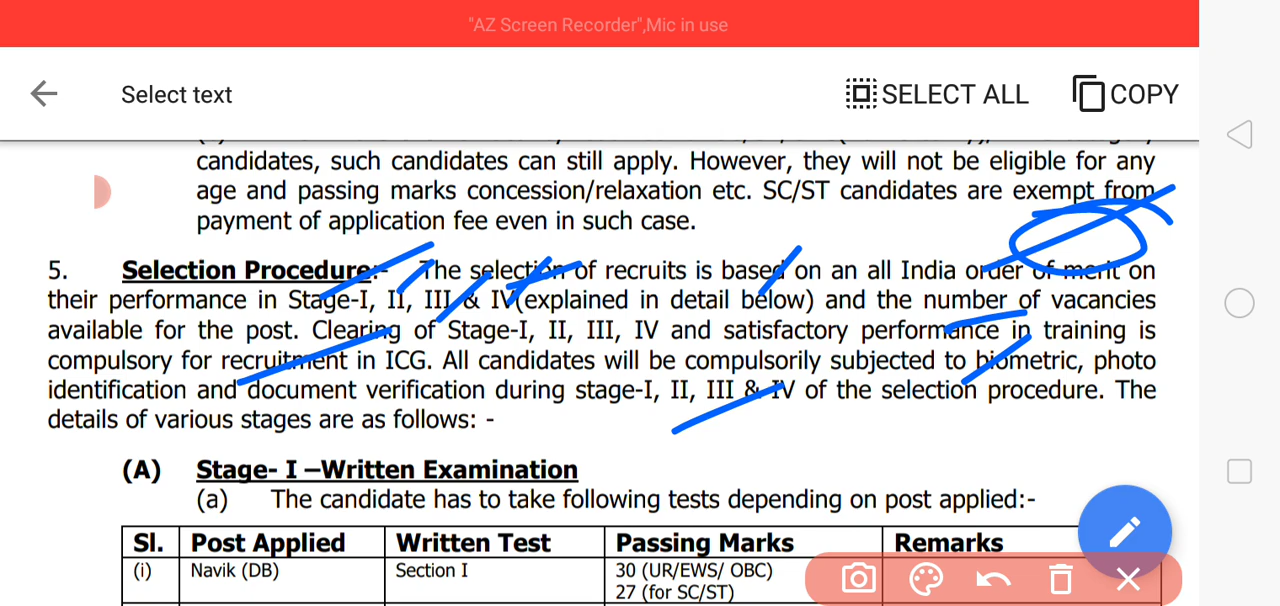 "AZ Screen Recorder",Mic in use
Select text
SELECT ALL
COPY
candidates, such candidates can still apply. However, they will not be eligible for any
age and passing marks concession/relaxation etc. SC/ST candidates are exempt from
payment of application fee even in such case.
5. Selection Procedure:- The selection of recruits is based on an all India order of merit on
their performance in Stage-I, II, III & IV(explained in detail below) and the number of vacancies
available for the post. Clearing of Stage-I, II, III, IV and satisfactory performance in training is
compulsory for recruitment in ICG. All candidates will be compulsorily subjected to biometric, photo
identification and document verification during stage-I, II, III & IV of the selection procedure. The
details of various stages are as follows: -
(A) Stage- I –Written Examination
(a) The candidate has to take following tests depending on post applied:-
Sl. Post Applied Written Test Passing Marks Remarks
(i) Navik (DB) Section I 30 (UR/EWS/ OBC)
27 (for SC/ST)